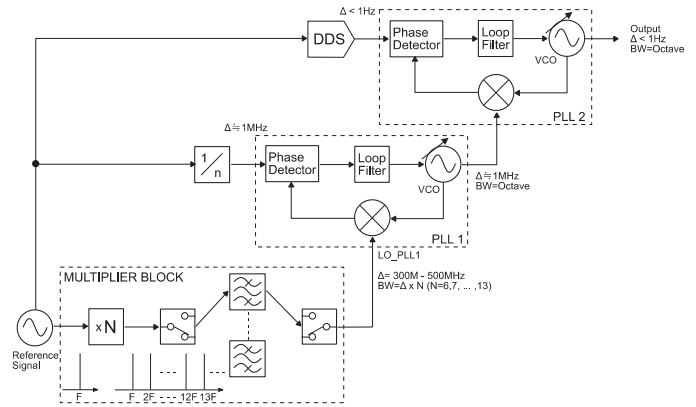 Δ < 1Hz
DDS
Phase
Detector
Loop
Filter
VCO
Output
Δ < 1Hz
BW=Octave
PLL 2
Δ≒1MHz
1
n
Phase
Detector
Loop
Filter
VCO
Δ≒1MHz
BW=Octave
PLL 1
LO_PLL1
Δ= 300M - 500MHz
BW=Δ x N (N=6,7, ... ,13)
MULTIPLIER BLOCK
xN
Reference
Signal
F
F 2F ---- 12F 13F